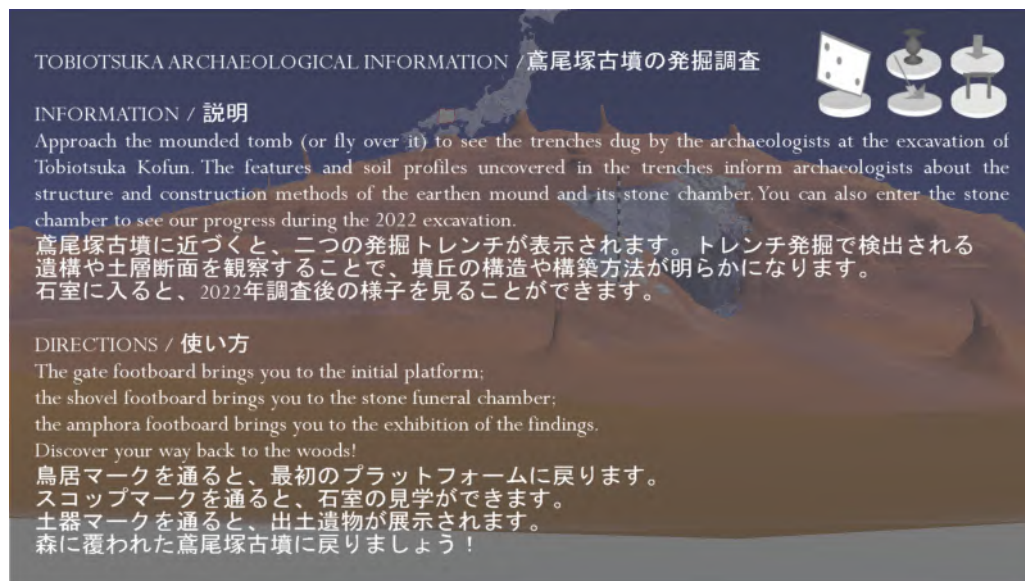 TOBIOTSUKA ARCHAEOLOGICAL INFORMATION /鳶尾塚古墳の発掘調査
INFORMATION / 説明
Approach the mounded tomb (or fly over it) to see the trenches dug by the archaeologists at the excavation of
Tobiotsuka Kofun. The features and soil profiles uncovered in the trenches inform archaeologists about the
structure and construction methods of the earthen mound and its stone chamber. You can also enter the stone
chamber to see our progress during the 2022 excavation.
鳶尾塚古墳に近づくと、二つの発掘トレンチが表示されます。トレンチ発掘で検出される
遺構や土層断面を観察することで、墳丘の構造や構築方法が明らかになります。
石室に入ると、2022年調査後の様子を見ることができます。
DIRECTIONS / 使い方
The gate footboard brings you to the initial platform;
the shovel footboard brings you to the stone funeral chamber;
the amphora footboard brings you to the exhibition of the findings.
Discover your way back to the woods!
鳥居マークを通ると、最初のプラットフォームに戻ります。
スコップマークを通ると、石室の見学ができます。
土器マークを通ると、出土遺物が展示されます。
森に覆われた鳶尾塚古墳に戻りましょう！